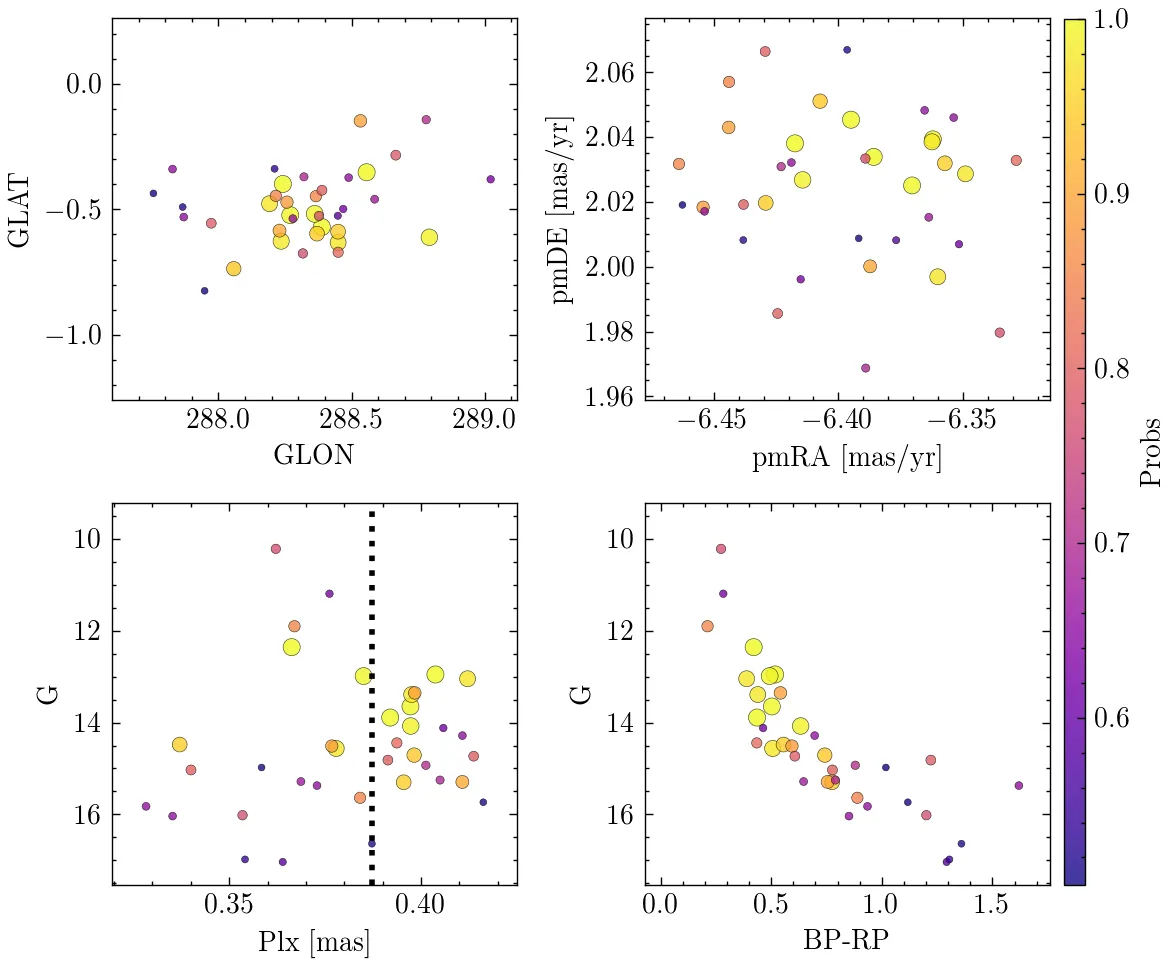 0.0
−0.5
−1.0
GLAT
288.0 288.5 289.0
GLON
2.06
2.04
2.02
2.00
1.98
1.96
pmDE [mas/yr]
−6.45 −6.40 −6.35
pmRA [mas/yr]
10
12
14
16
G
0.35 0.40
Plx [mas]
10
12
14
16
G
0.0 0.5 1.0 1.5
BP-RP
1.0
0.9
0.8
0.7
0.6
Probs